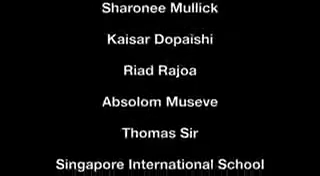 Sharonee Mullick
Kaisar Dopaishi
Riad Rajoa
Absolom Museve
Thomas Sir
Singapore International School